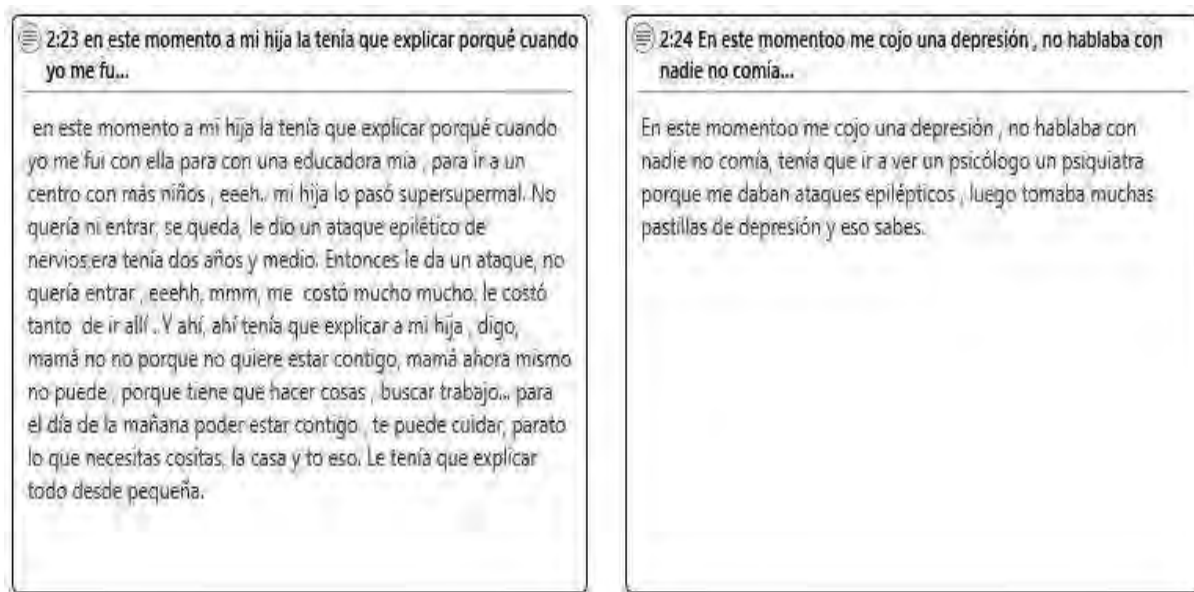 2:23 en este momento a mi hija la tenía que explicar porqué cuando
yo me fu...
en este momento a mi hija la tenía que explicar porqué cuando
yo me fui con ella para con una educadora mía , para ir a un
centro con más niños , eeeh.. mi hija lo pasó supersupermal. No
quería ni entrar, se queda, le dio un ataque epilético de
nervios,era tenía dos años y medio. Entonces le da un ataque, no
quería entrar , eeehh, mmm, me costó mucho mucho, le costó
tanto de ir allí . Y ahí, ahí tenía que explicar a mi hija , digo,
mamá no no porque no quiere estar contigo, mamá ahora mismo
no puede , porque tiene que hacer cosas , buscar trabajo... para
el día de la mañana poder estar contigo , te puede cuidar, parato
lo que necesitas cositas, la casa y to eso. Le tenía que explicar
todo desde pequeña.
2:24 En este momentoo me cojo una depresión , no hablaba con
nadie no comía...
En este momentoo me cojo una depresión , no hablaba con
nadie no comía, tenía que ir a ver un psicólogo un psiquiatra
porque me daban ataques epilépticos , luego tomaba muchas
pastillas de depresión y eso sabes.